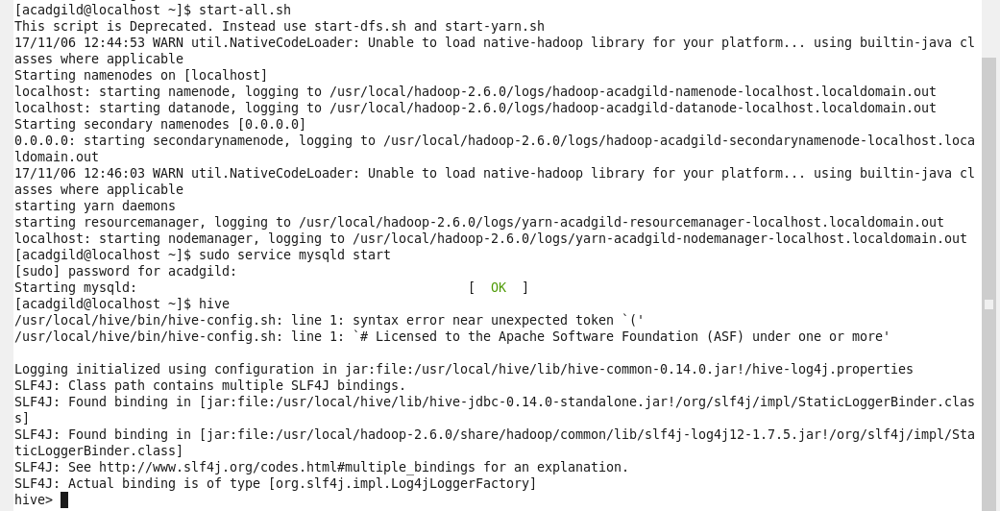 [acadgild@localhost ~]$ start-all.sh
This script is Deprecated. Instead use start-dfs.sh and start-yarn.sh
17/11/06 12:44:53 WARN util.NativeCodeLoader: Unable to load native-hadoop library for your platform... using builtin-java cl
asses where applicable
Starting namenodes on [localhost]
localhost: starting namenode, logging to /usr/local/hadoop-2.6.0/logs/hadoop-acadgild-namenode-localhost.localdomain.out
localhost: starting datanode, logging to /usr/local/hadoop-2.6.0/logs/hadoop-acadgild-datanode-localhost.localdomain.out
Starting secondary namenodes [0.0.0.0]
0.0.0.0: starting secondarynamenode, logging to /usr/local/hadoop-2.6.0/logs/hadoop-acadgild-secondarynamenode-localhost.loca
ldomain.out
17/11/06 12:46:03 WARN util.NativeCodeLoader: Unable to load native-hadoop library for your platform... using builtin-java cl
asses where applicable
starting yarn daemons
starting resourcemanager, logging to /usr/local/hadoop-2.6.0/logs/yarn-acadgild-resourcemanager-localhost.localdomain.out
localhost: starting nodemanager, logging to /usr/local/hadoop-2.6.0/logs/yarn-acadgild-nodemanager-localhost.localdomain.out
[acadgild@localhost ~]$ sudo service mysqld start
[sudo] password for acadgild:
Starting mysqld:                                           [  OK  ]
[acadgild@localhost ~]$ hive
/usr/local/hive/bin/hive-config.sh: line 1: syntax error near unexpected token `('
/usr/local/hive/bin/hive-config.sh: line 1: `# Licensed to the Apache Software Foundation (ASF) under one or more'

Logging initialized using configuration in jar:file:/usr/local/hive/lib/hive-common-0.14.0.jar!/hive-log4j.properties
SLF4J: Class path contains multiple SLF4J bindings.
SLF4J: Found binding in [jar:file:/usr/local/hive/lib/hive-jdbc-0.14.0-standalone.jar!/org/slf4j/impl/StaticLoggerBinder.clas
s]
SLF4J: Found binding in [jar:file:/usr/local/hadoop-2.6.0/share/hadoop/common/lib/slf4j-log4j12-1.7.5.jar!/org/slf4j/impl/Sta
ticLoggerBinder.class]
SLF4J: See http://www.slf4j.org/codes.html#multiple_bindings for an explanation.
SLF4J: Actual binding is of type [org.slf4j.impl.Log4jLoggerFactory]
hive>